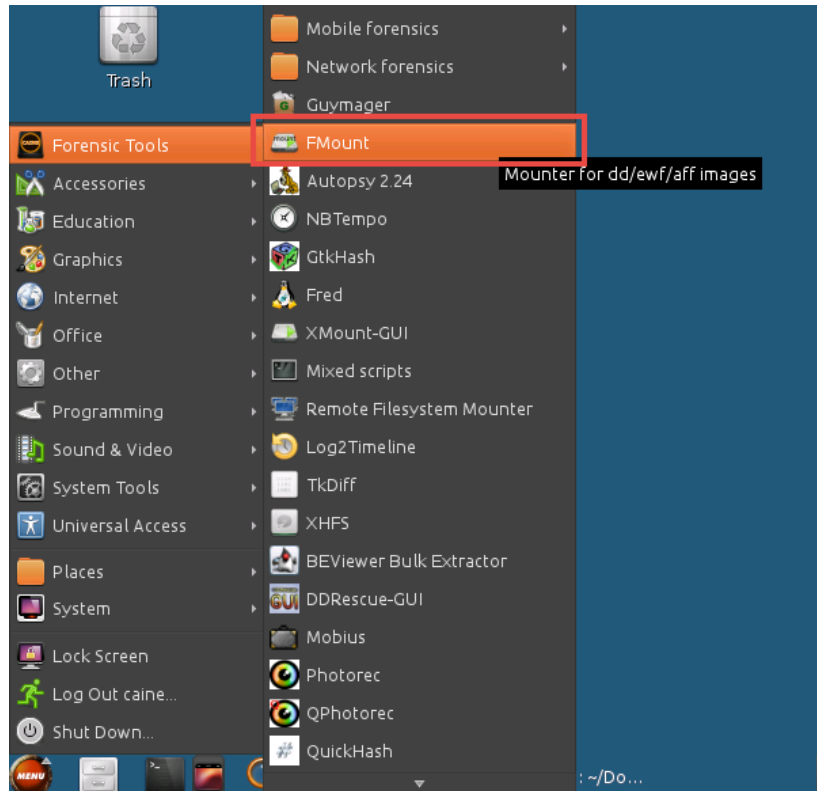 Trash
Forensic Tools
Accessories
Education
Graphics
Internet
Office
Other
Programming
Sound & Video
System Tools
Universal Access
Places
System
Lock Screen
Log Out caine...
Shut Down...
MENU
Mobile forensics
Network forensics
Guymager
FMount
Mounter for dd/ewf/aff images
Autopsy 2.24
NBTempo
GtkHash
Fred
XMount-GUI
Mixed scripts
Remote Filesystem Mounter
Log2Timeline
TkDiff
XHFS
BEViewer Bulk Extractor
DDRescue-GUI
Mobius
Photorec
QPhotorec
QuickHash
: ~/Do...